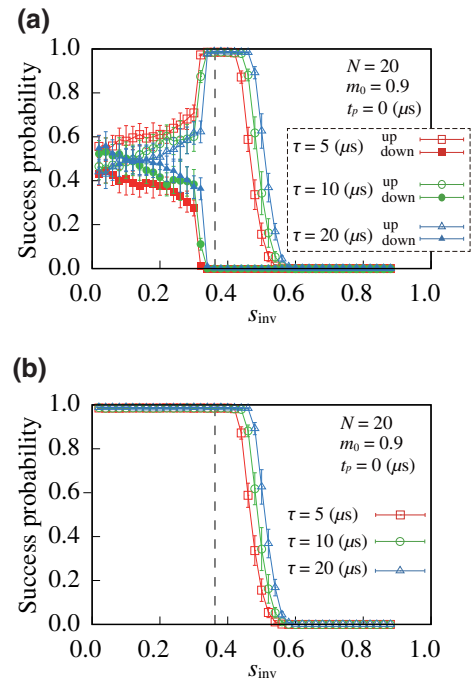 (a)
Success probability
1.0
0.8
0.6
0.4
0.2
0.0
N = 20
m0 = 0.9
tp = 0 (μs)
τ = 5 (μs) up
down
τ = 10 (μs) up
down
τ = 20 (μs) up
down
0.0 0.2 0.4 0.6 0.8 1.0
sinv
(b)
Success probability
1.0
0.8
0.6
0.4
0.2
0.0
N = 20
m0 = 0.9
tp = 0 (μs)
τ = 5 (μs)
τ = 10 (μs)
τ = 20 (μs)
0.0 0.2 0.4 0.6 0.8 1.0
sinv